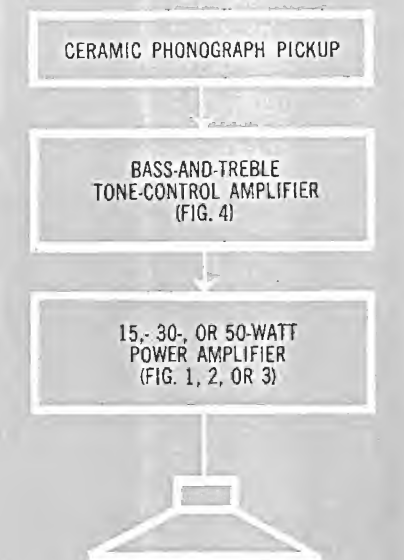 CERAMIC PHONOGRAPH PICKUP
BASS-AND-TREBLE
TONE-CONTROL AMPLIFIER
(FIG. 4)
15,- 30-, OR 50-WATT
POWER AMPLIFIER
(FIG. 1, 2, OR 3)